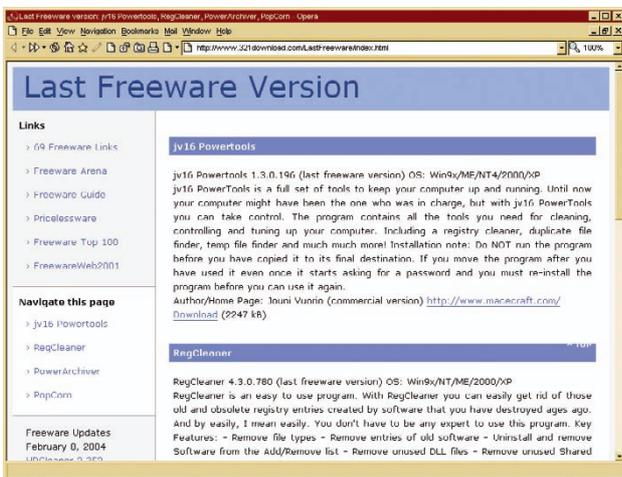 Last Freeware version: jv16 Powertools, RegCleaner, PowerArchiver, PopCorn - Opera
File Edit View Navigation Bookmarks Mail Window Help
http://www.321download.com/LastFreeware/index.html
100%
Last Freeware Version
Links
› 69 Freeware Links
› Freeware Arena
› Freeware Guide
› Pricelessware
› Freeware Top 100
› FreewareWeb2001
Navigate this page
› jv16 Powertools
› RegCleaner
› PowerArchiver
› PopCorn
Freeware Updates
February 8, 2004
jv16 Powertools
jv16 Powertools 1.3.0.196 (last freeware version) OS: Win9x/ME/NT4/2000/XP
jv16 PowerTools is a full set of tools to keep your computer up and running. Until now
your computer might have been the one who was in charge, but with jv16 PowerTools
you can take control. The program contains all the tools you need for cleaning,
controlling and tuning up your computer. Including a registry cleaner, duplicate file
finder, temp file finder and much much more! Installation note: Do NOT run the program
before you have copied it to its final destination. If you move the program after you
have used it even once it starts asking for a password and you must re-install the
program before you can use it again.
Author/Home Page: Jouni Vuorio (commercial version) http://www.macecraft.com/
Download (2247 kB)
RegCleaner
RegCleaner 4.3.0.780 (last freeware version) OS: Win9x/NT/ME/2000/XP
RegCleaner is an easy to use program. With RegCleaner you can easily get rid of those
old and obsolete registry entries created by software that you have destroyed ages ago.
And by easily, I mean easily. You don't have to be any expert to use this program. Key
Features: - Remove file types - Remove entries of old software - Uninstall and remove
Software from the Add/Remove list - Remove unused DLL files - Remove unused Shared